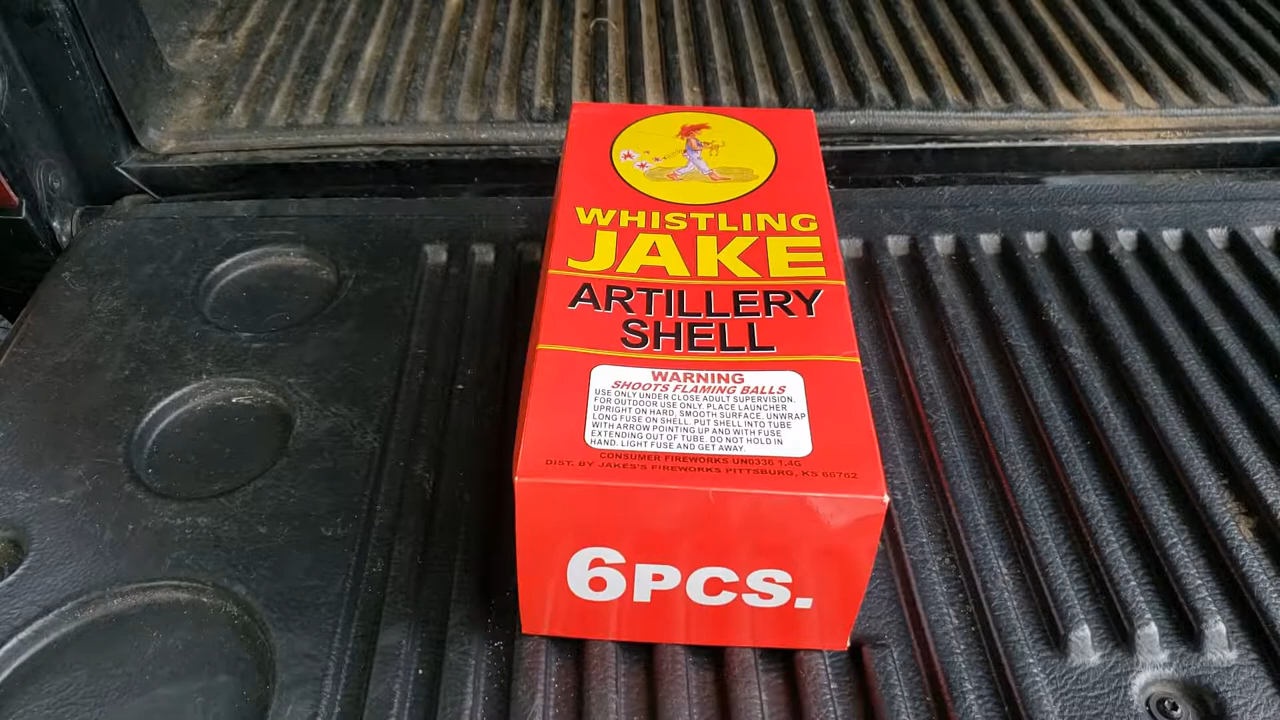 WHISTLING
JAKE
ARTILLERY
SHELL
WARNING
SHOOTS FLAMING BALLS
USE ONLY UNDER CLOSE ADULT SUPERVISION.
FOR OUTDOOR USE ONLY. PLACE LAUNCHER
UPRIGHT ON HARD, SMOOTH SURFACE. UNWRAP
LONG FUSE ON SHELL. PUT SHELL INTO TUBE
WITH ARROW POINTING UP AND WITH FUSE
EXTENDING OUT OF TUBE. DO NOT HOLD IN
HAND. LIGHT FUSE AND GET AWAY.
CONSUMER FIREWORKS UN0336 1.4G
DIST. BY JAKES'S FIREWORKS PITTSBURG, KS 66762
6PCS.